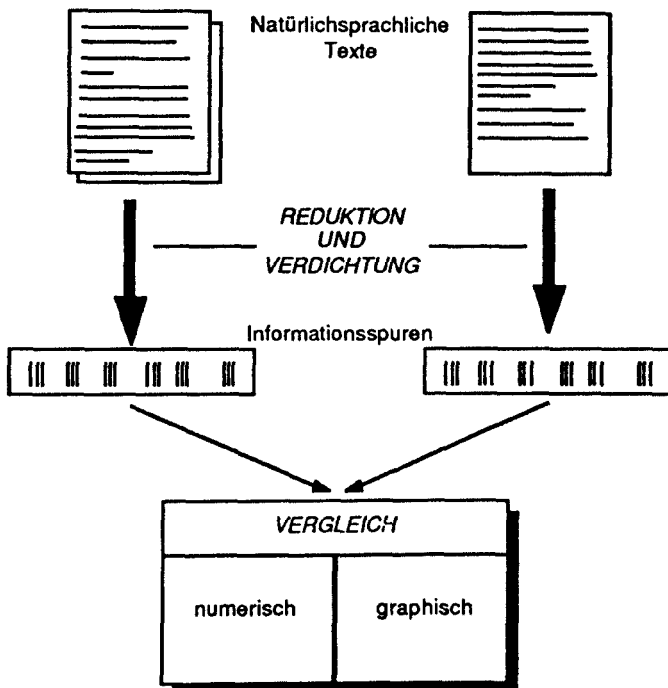 Natürlichsprachliche
Texte
REDUKTION
UND
VERDICHTUNG
Informationsspuren
VERGLEICH
numerisch
graphisch